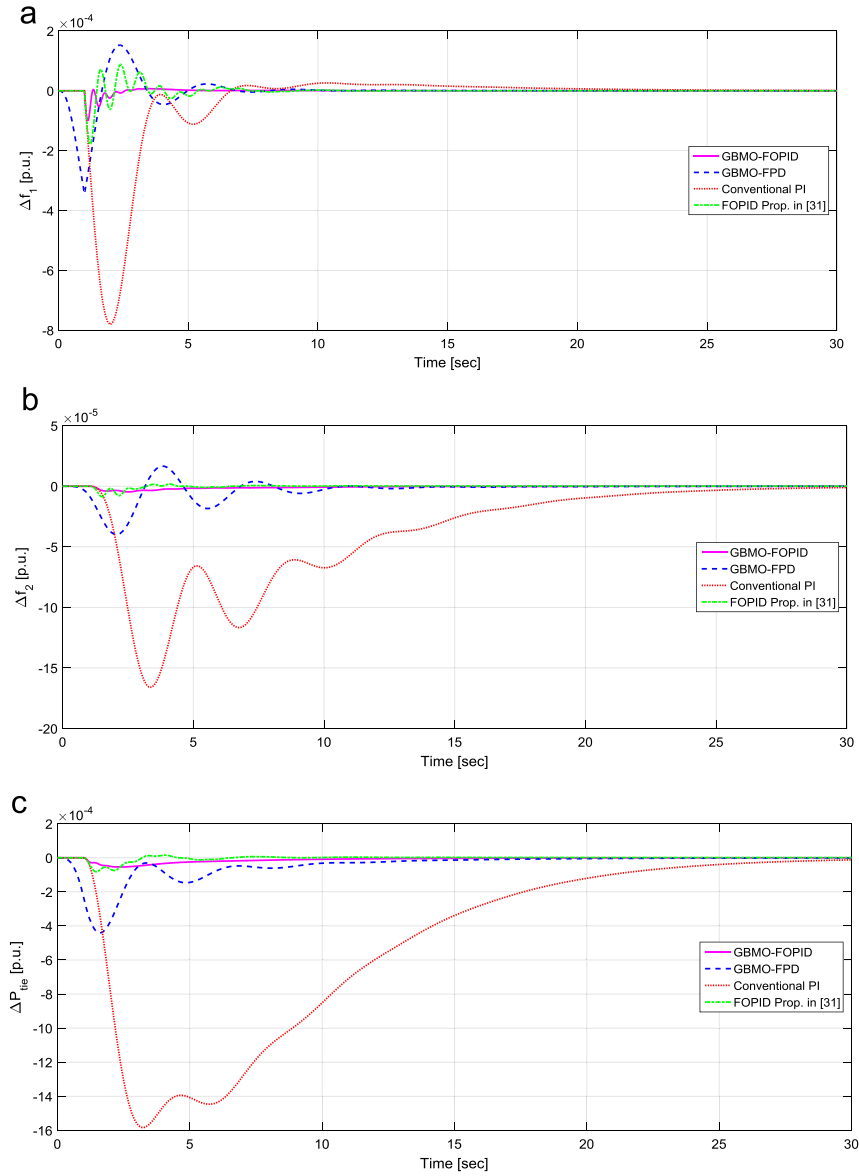 a
×10-4
2
0
-2
-4
-6
-8
Δf1 [p.u.]
GBMO-FOPID
GBMO-FPD
Conventional PI
FOPID Prop. in [31]
0 5 10 15 20 25 30
Time [sec]
b
×10-5
5
0
-5
-10
-15
-20
Δf2 [p.u.]
GBMO-FOPID
GBMO-FPD
Conventional PI
FOPID Prop. in [31]
0 5 10 15 20 25 30
Time [sec]
c
×10-4
2
0
-2
-4
-6
-8
-10
-12
-14
-16
ΔPtie [p.u.]
GBMO-FOPID
GBMO-FPD
Conventional PI
FOPID Prop. in [31]
0 5 10 15 20 25 30
Time [sec]